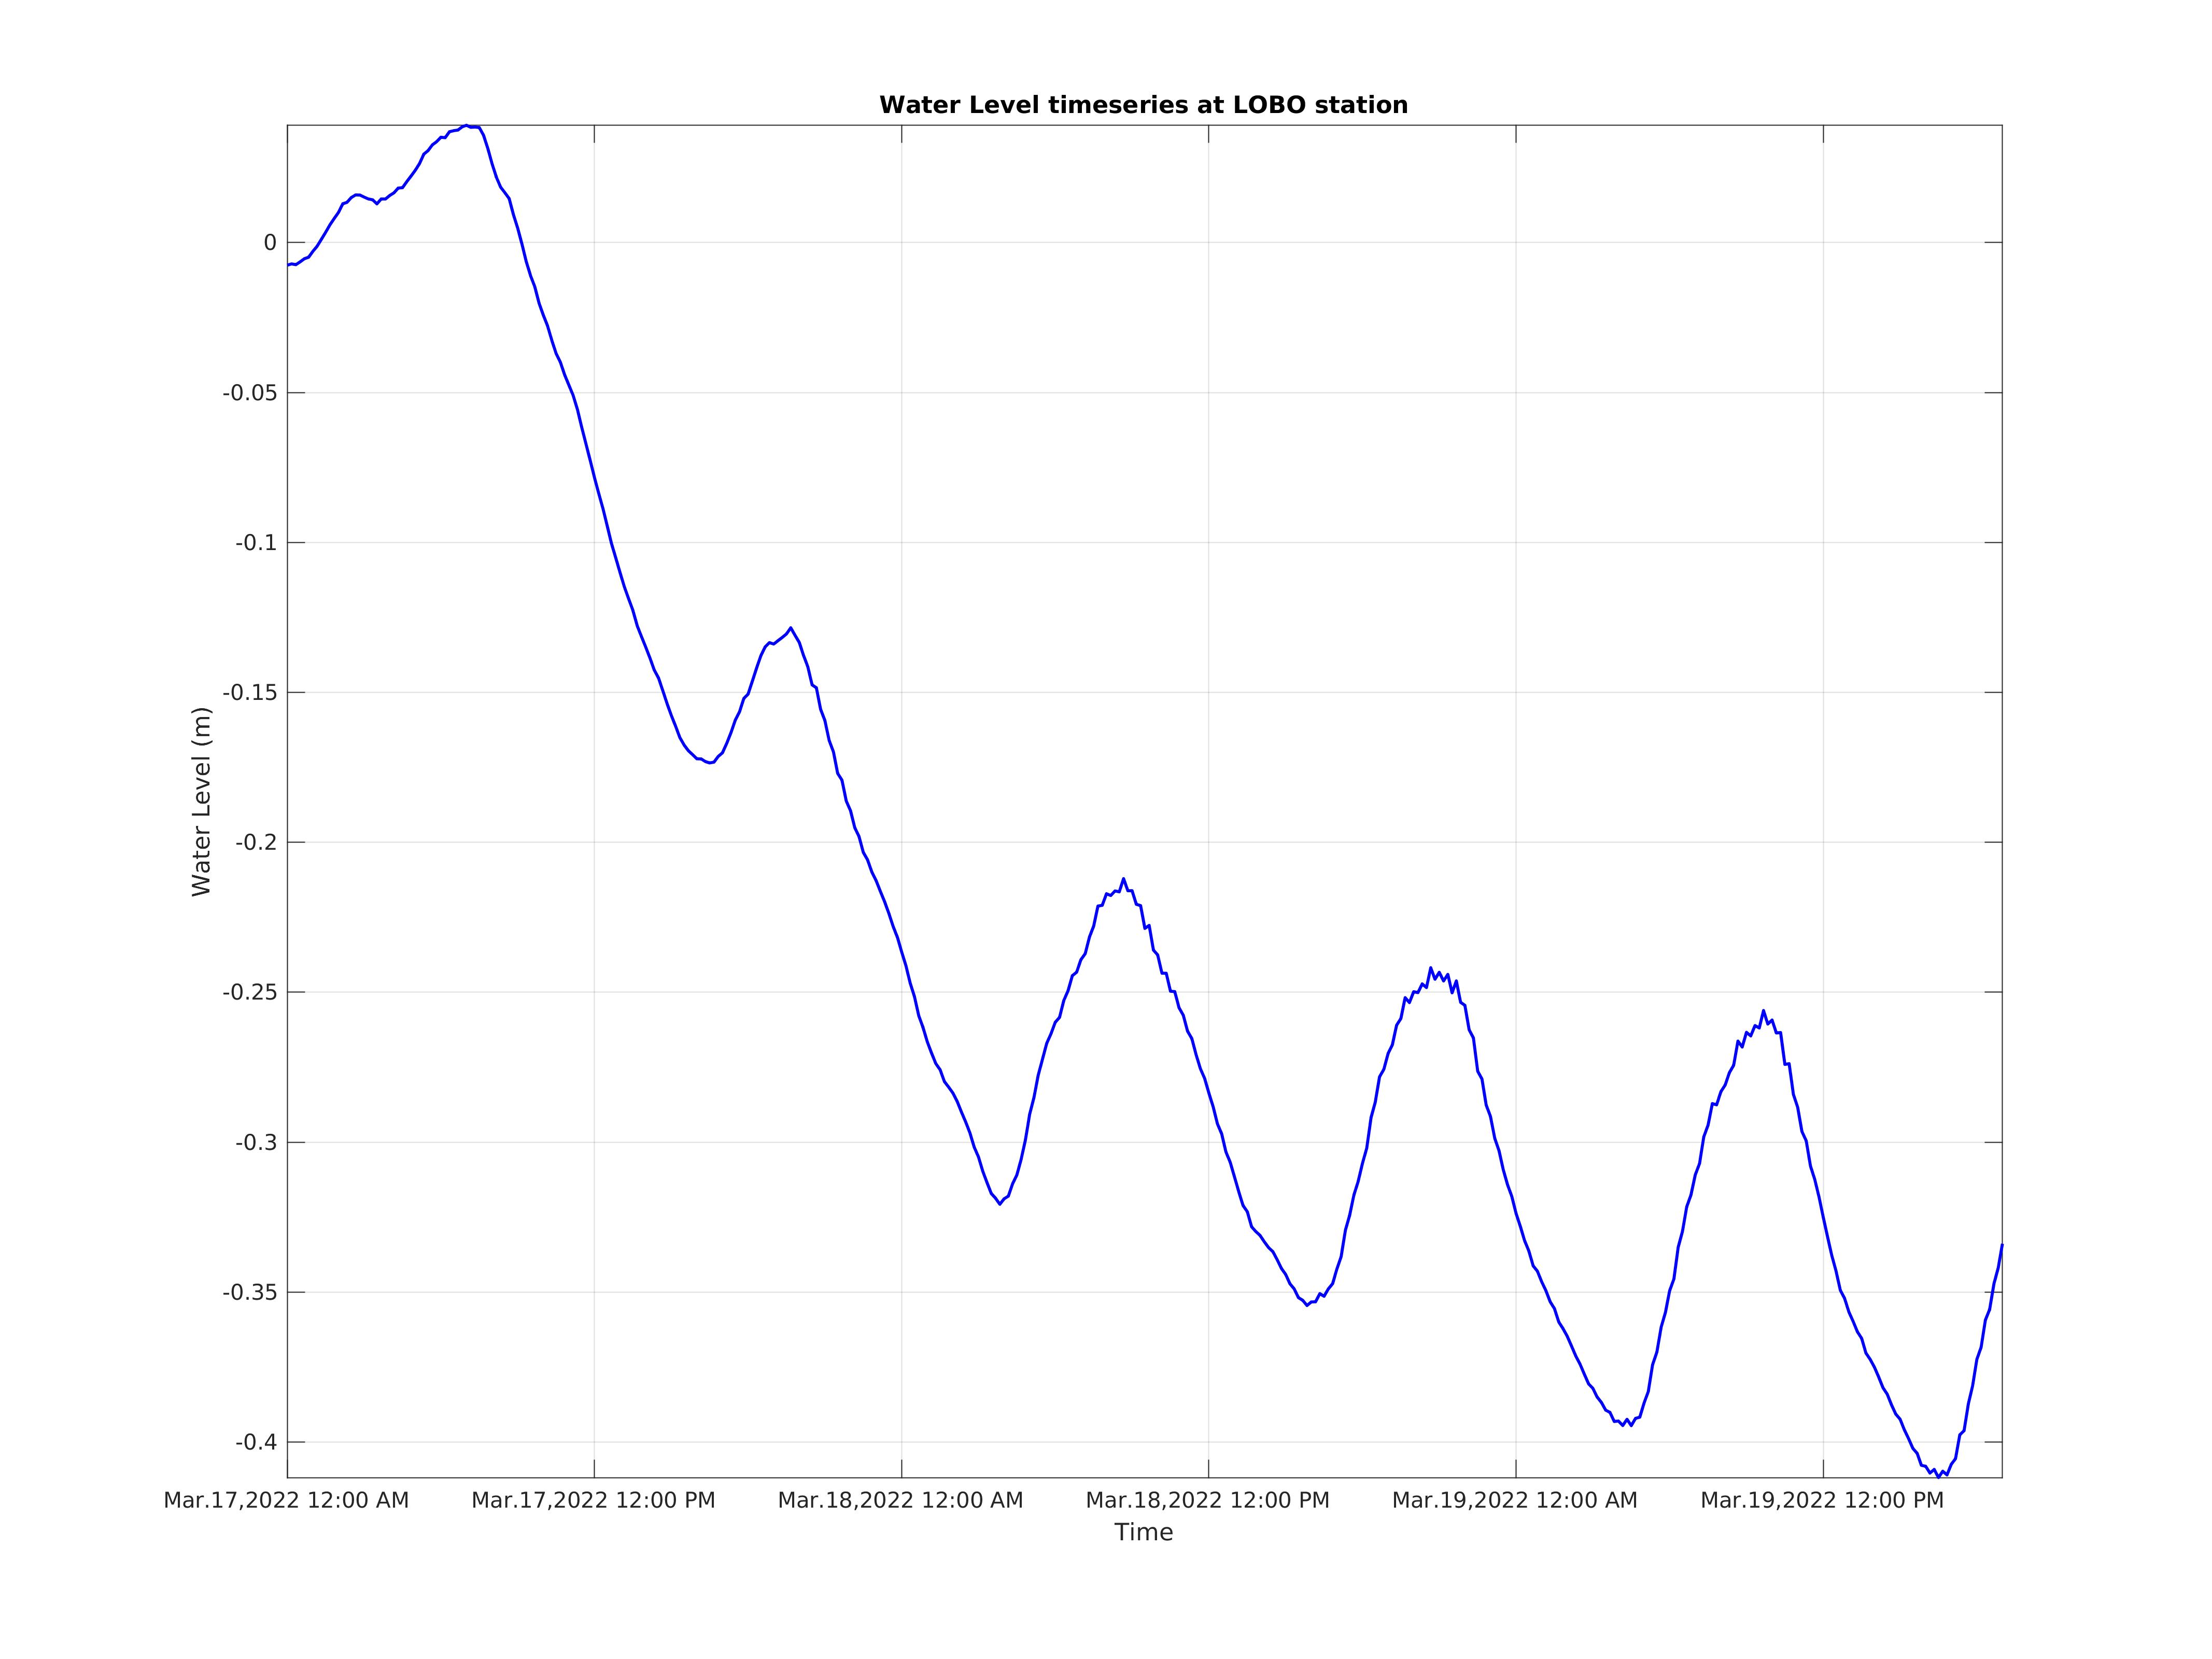 Water Level timeseries at LOBO station
0
-0.05
-0.1
-0.15
-0.2
-0.25
-0.3
-0.35
-0.4
Water Level (m)
Mar.17,2022 12:00 AM Mar.17,2022 12:00 PM Mar.18,2022 12:00 AM Mar.18,2022 12:00 PM Mar.19,2022 12:00 AM Mar.19,2022 12:00 PM
Time